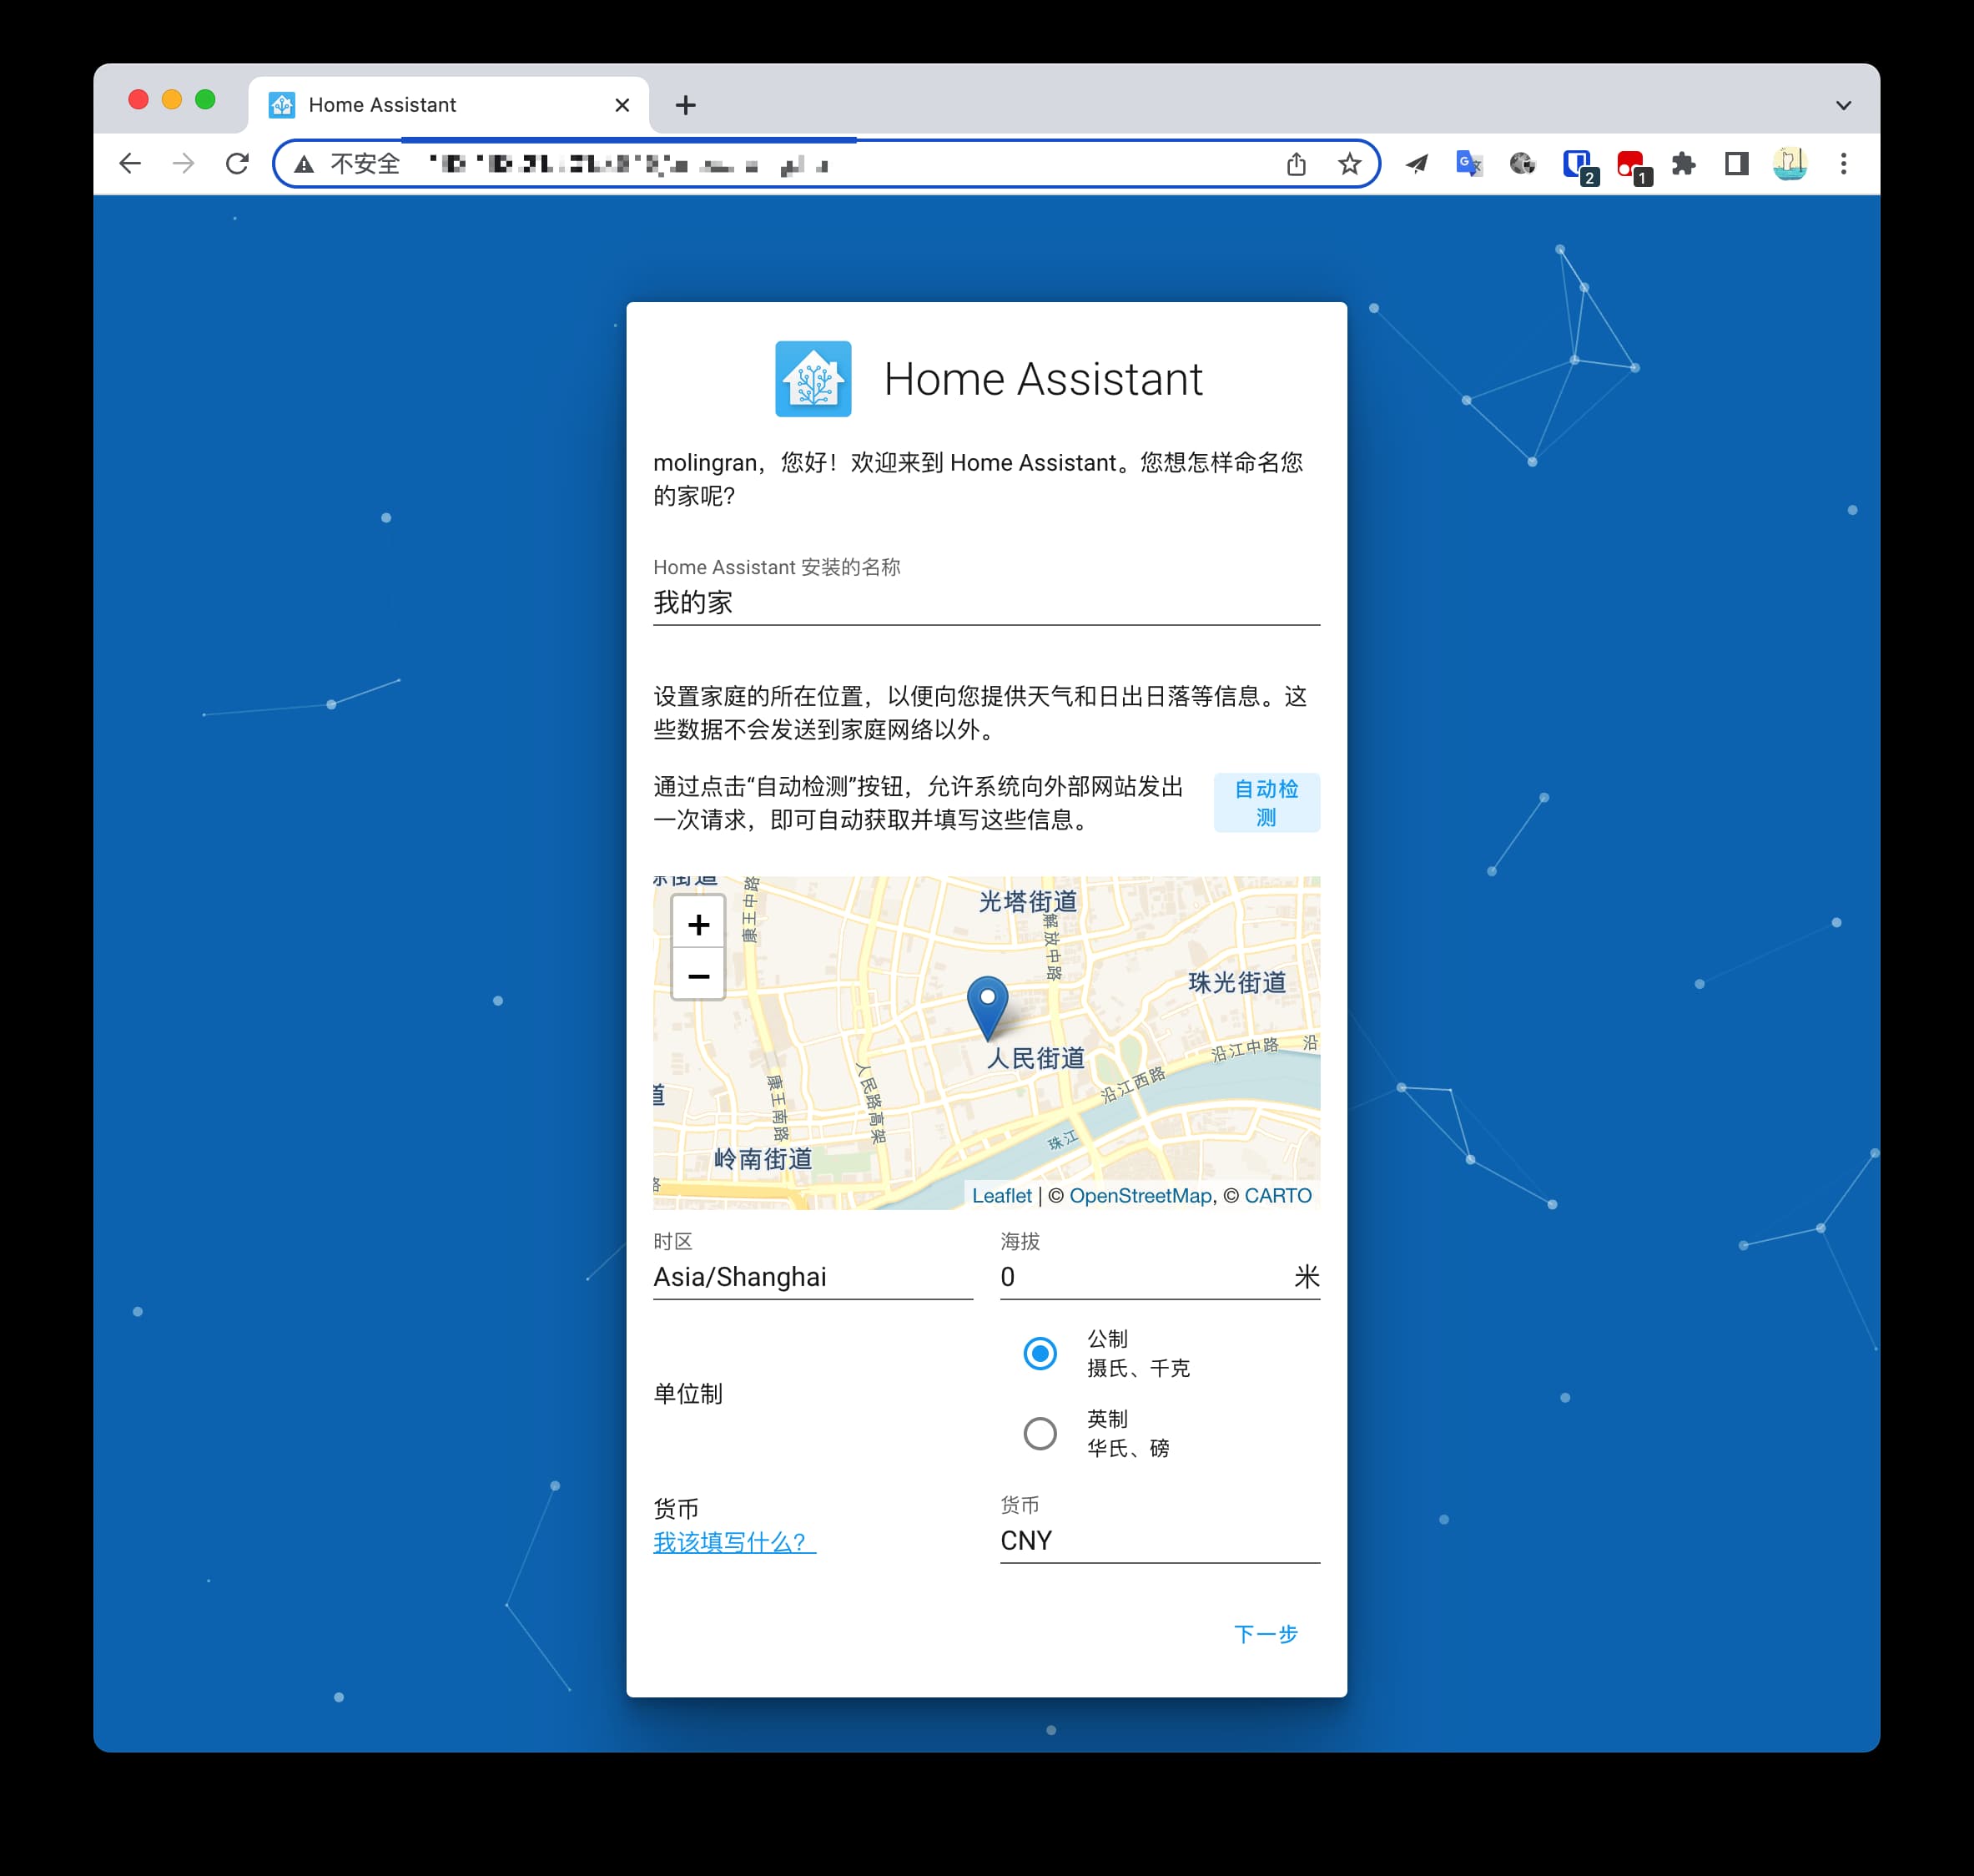 Home Assistant
不安全
2
1
Home Assistant
molingran，您好！欢迎来到 Home Assistant。您想怎样命名您
的家呢？
Home Assistant 安装的名称
我的家
设置家庭的所在位置，以便向您提供天气和日出日落等信息。这
些数据不会发送到家庭网络以外。
通过点击“自动检测”按钮，允许系统向外部网站发出
一次请求，即可自动获取并填写这些信息。
自动检
测
康王中路
光塔街道
解放中路
珠光街道
人民街道
沿江中路
沿
沿江西路
道
康王南路
人民路高架
珠江
岭南街道
路
+
−
Leaflet | © OpenStreetMap, © CARTO
时区
Asia/Shanghai
海拔
0
米
单位制
公制
摄氏、千克
英制
华氏、磅
货币
我该填写什么？
货币
CNY
下一步